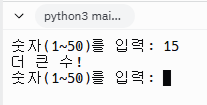 python3 mai...
숫자(1~50)를 입력: 15
더 큰 수!
숫자(1~50)를 입력: